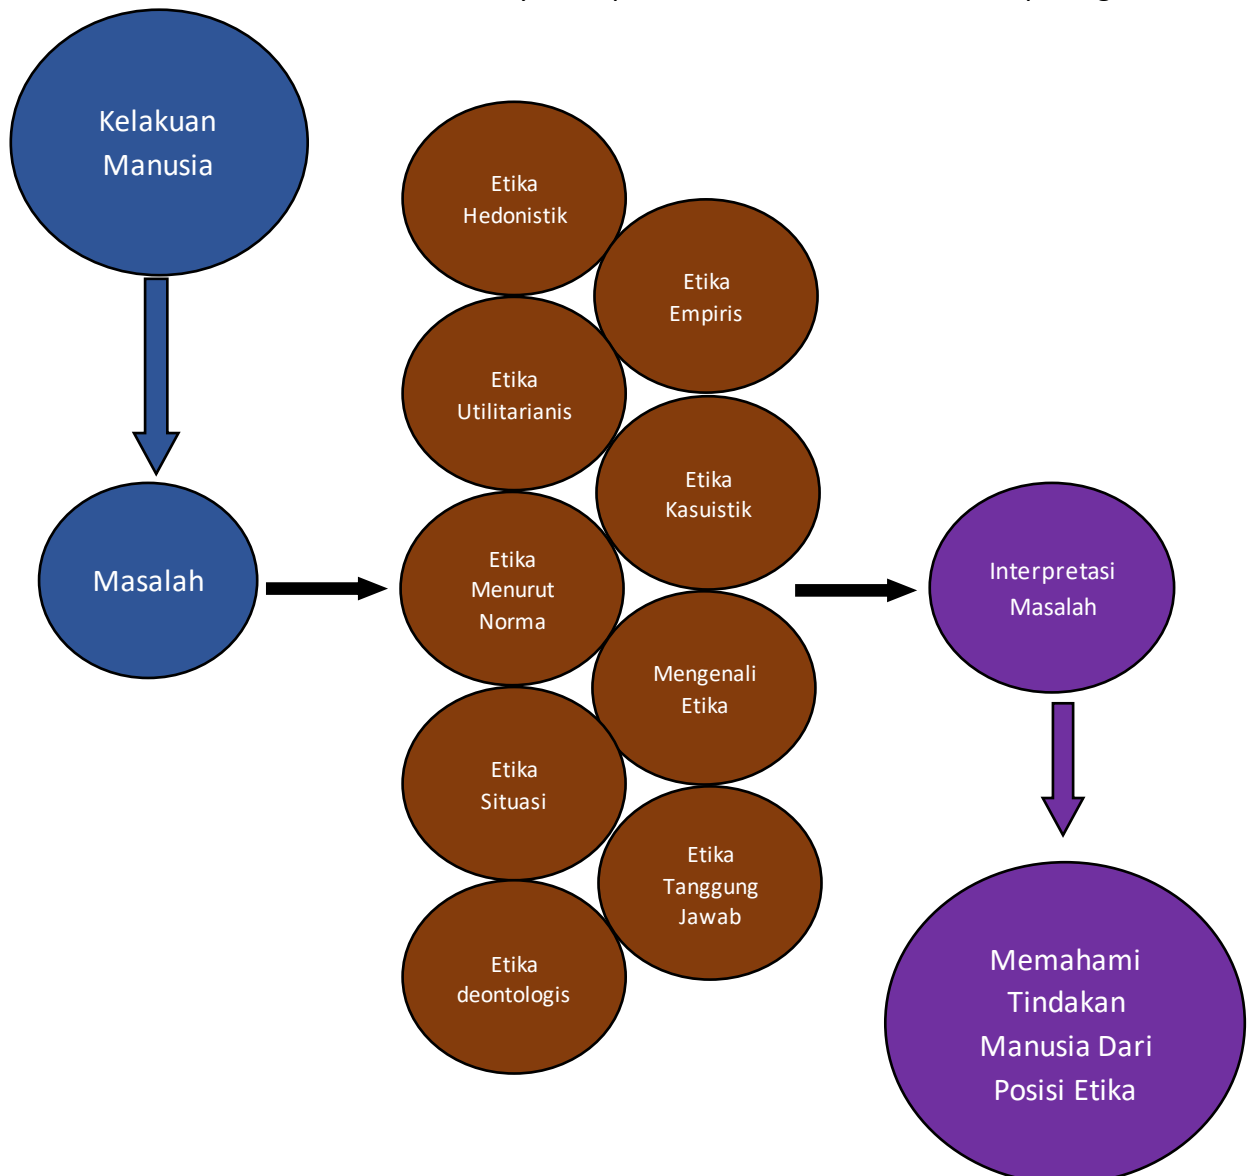 Kelakuan
Manusia
Masalah
Etika
Hedonistik
Etika
Empiris
Etika
Utilitarianis
Etika
Kasuistik
Etika
Menurut
Norma
Mengenali
Etika
Etika
Situasi
Etika
Tanggung
Jawab
Etika
deontologis
Interpretasi
Masalah
Memahami
Tindakan
Manusia Dari
Posisi Etika